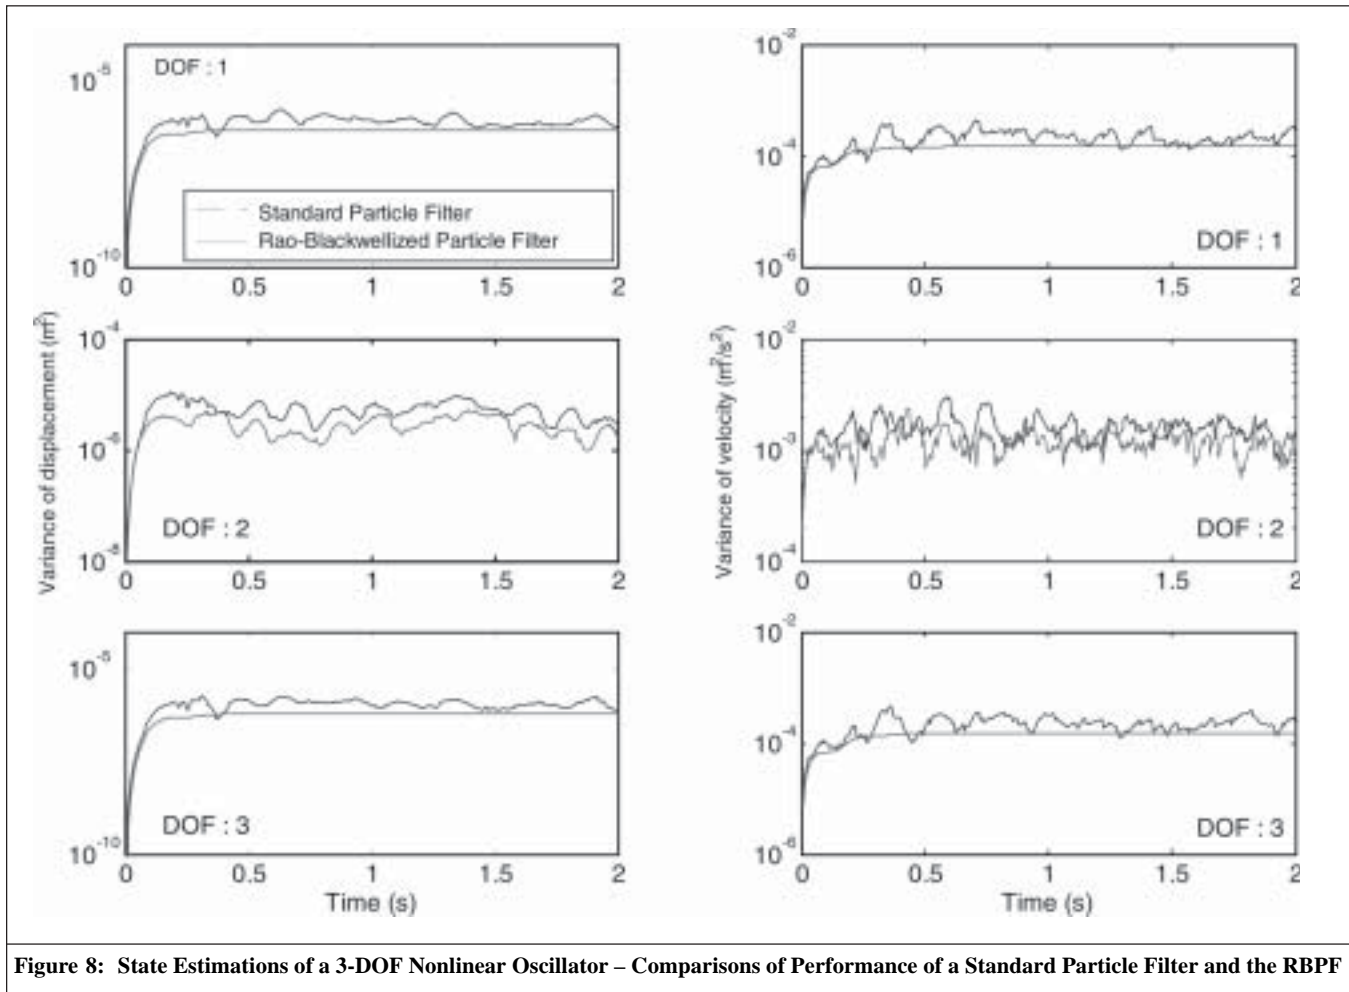 DOF : 1
10^-5
10^-10
Standard Particle Filter
Rao-Blackwellized Particle Filter
0 0.5 1 1.5 2
10^-2
10^-4
10^-6
DOF : 1
0 0.5 1 1.5 2
Variance of displacement (m^2)
10^-4
10^-6
10^-8
DOF : 2
0 0.5 1 1.5 2
Variance of velocity (m^2/s^2)
10^-2
10^-3
10^-4
DOF : 2
0 0.5 1 1.5 2
10^-5
10^-10
DOF : 3
0 0.5 1 1.5 2
Time (s)
10^-2
10^-4
10^-6
DOF : 3
0 0.5 1 1.5 2
Time (s)
Figure 8: State Estimations of a 3-DOF Nonlinear Oscillator – Comparisons of Performance of a Standard Particle Filter and the RBPF